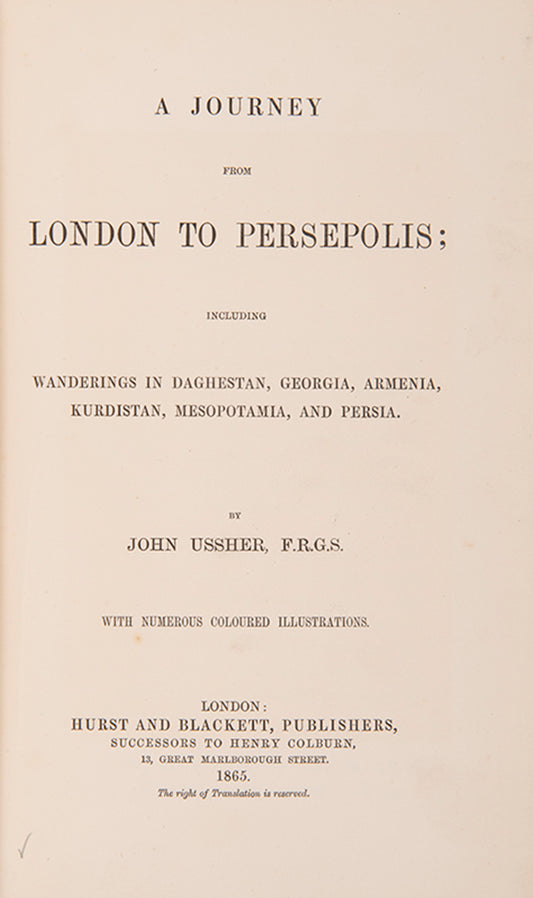 A JOURNEY
FROM
LONDON TO PERSEPOLIS;
INCLUDING
WANDERINGS IN DAGHESTAN, GEORGIA, ARMENIA,
KURDISTAN, MESOPOTAMIA, AND PERSIA.
BY
JOHN USSHER, F.R.G.S.
WITH NUMEROUS COLOURED ILLUSTRATIONS.
LONDON:
HURST AND BLACKETT, PUBLISHERS,
SUCCESSORS TO HENRY COLBURN,
13, GREAT MARLBOROUGH STREET.
1865.
The right of Translation is reserved.